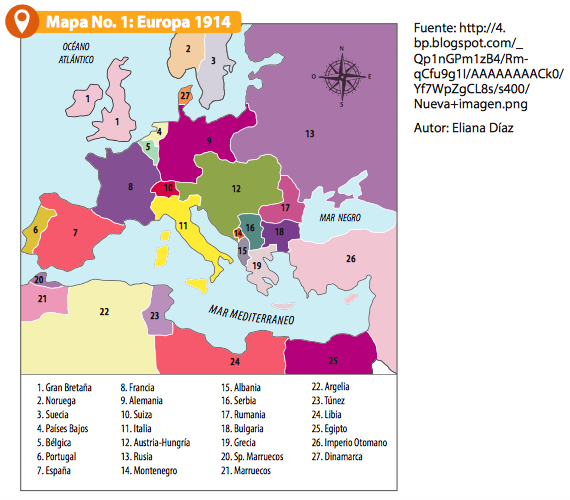 Mapa No. 1: Europa 1914
OCÉANO
ATLÁNTICO
2
3
27
1
1
4
5
9
13
8
10
12
17
MAR NEGRO
11
16
14
18
6
7
15
19
26
20
21
22
23
MAR MEDITERRANEO
24
25
1. Gran Bretaña
2. Noruega
3. Suecia
4. Países Bajos
5. Bélgica
6. Portugal
7. España
8. Francia
9. Alemania
10. Suiza
11. Italia
12. Austria-Hungría
13. Rusia
14. Montenegro
15. Albania
16. Serbia
17. Rumania
18. Bulgaria
19. Grecia
20. Sp. Marruecos
21. Marruecos
22. Argelia
23. Túnez
24. Libia
25. Egipto
26. Imperio Otomano
27. Dinamarca
Fuente: http://4.
bp.blogspot.com/_
Qp1nGPm1zB4/Rm-
qCfu9g1I/AAAAAAAACk0/
Yf7WpZgCL8s/s400/
Nueva+imagen.png
Autor: Eliana Díaz